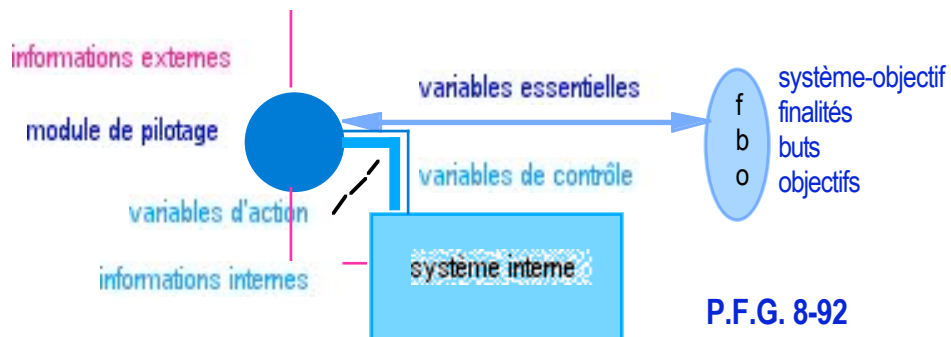 informations externes
variables essentielles
système-objectif
f finalités
module de pilotage
b buts
variables de contrôle
o objectifs
variables d'action
informations internes
système interne
P.F.G. 8-92